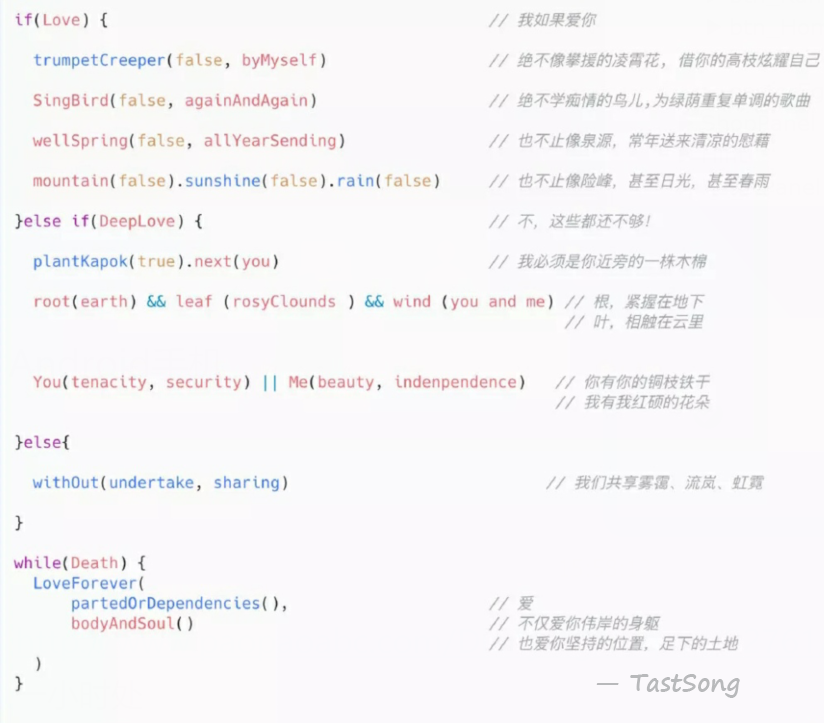 if(Love) { // 我如果爱你
trumpetCreeper(false, byMyself) // 绝不像攀援的凌霄花, 借你的高枝炫耀自己
SingBird(false, againAndAgain) // 绝不学痴情的鸟儿,为绿荫重复单调的歌曲
wellSpring(false, allYearSending) // 也不止像泉源, 常年送来清凉的慰藉
mountain(false).sunshine(false).rain(false) // 也不止像险峰, 甚至日光, 甚至春雨
}else if(DeepLove) { // 不, 这些都还不够!
plantKapok(true).next(you) // 我必须是你近旁的一株木棉
root(earth) && leaf (rosyClounds ) && wind (you and me) // 根, 紧握在地下
// 叶, 相触在云里
You(tenacity, security) || Me(beauty, indenpendence) // 你有你的铜枝铁干
// 我有我红硕的花朵
}else{
withOut(undertake, sharing) // 我们共享雾霭、流岚、虹霓
}
while(Death) {
LoveForever(
partedOrDependencies(), // 爱
bodyAndSoul() // 不仅爱你伟岸的身躯
// 也爱你坚持的位置, 足下的土地
)
}
— TastSong